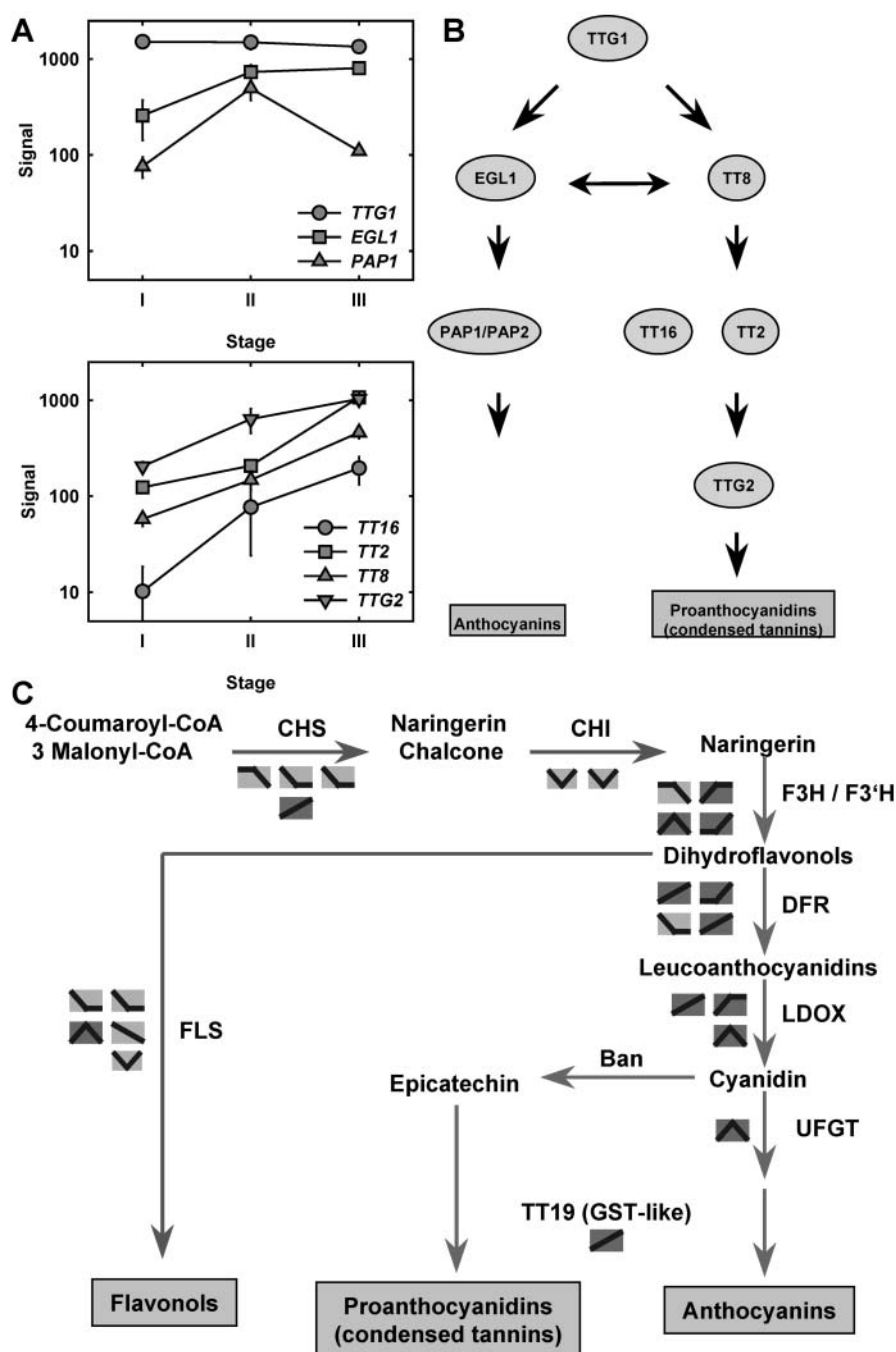 A
1000
100
10
Signal
TTG1
EGL1
PAP1
I II III
Stage
1000
100
10
Signal
TT16
TT2
TT8
TTG2
I II III
Stage
B
TTG1
EGL1
TT8
PAP1/PAP2
TT16
TT2
TTG2
Anthocyanins
Proanthocyanidins
(condensed tannins)
C
4-Coumaroyl-CoA
3 Malonyl-CoA
CHS
Naringerin
Chalcone
CHI
Naringerin
F3H / F3‘H
Dihydroflavonols
DFR
Leucoanthocyanidins
LDOX
FLS
Ban
Epicatechin
Cyanidin
UFGT
TT19 (GST-like)
Flavonols
Proanthocyanidins
(condensed tannins)
Anthocyanins